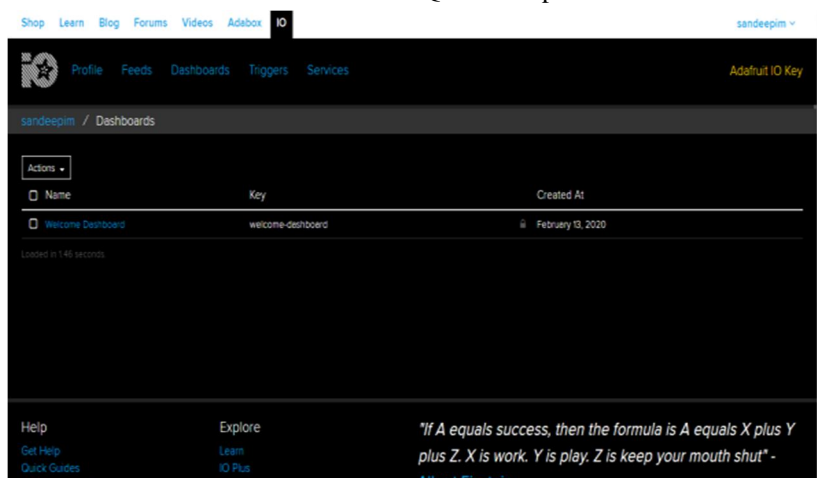 Shop Learn Blog Forums Videos Adabox IO sandeepim
Profile Feeds Dashboards Triggers Services Adafruit IO Key
sandeepim / Dashboards
Actions
Name Key Created At
Welcome Dashboard welcome-dashboard February 13, 2020
Loaded in 1.46 seconds.
Help Explore "If A equals success, then the formula is A equals X plus Y
Get Help Learn plus Z. X is work. Y is play. Z is keep your mouth shut" -
Quick Guides IO Plus